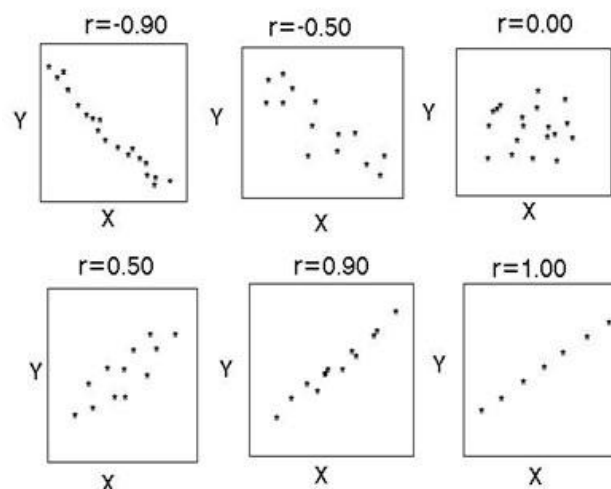 r=-0.90 r=-0.50 r=0.00
Y Y Y
X X X
r=0.50 r=0.90 r=1.00
Y Y Y
X X X